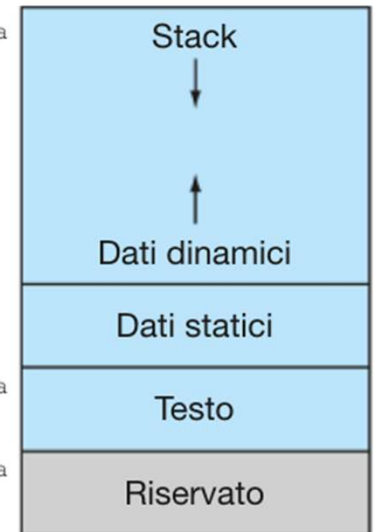 a
Stack
Dati dinamici
Dati statici
a
Testo
a
Riservato